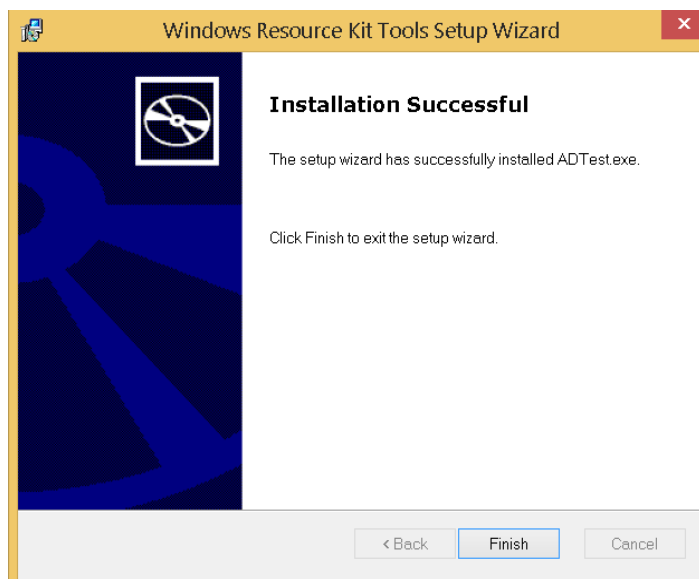 Windows Resource Kit Tools Setup Wizard
Installation Successful
The setup wizard has successfully installed ADTest.exe.
Click Finish to exit the setup wizard.
< Back Finish Cancel